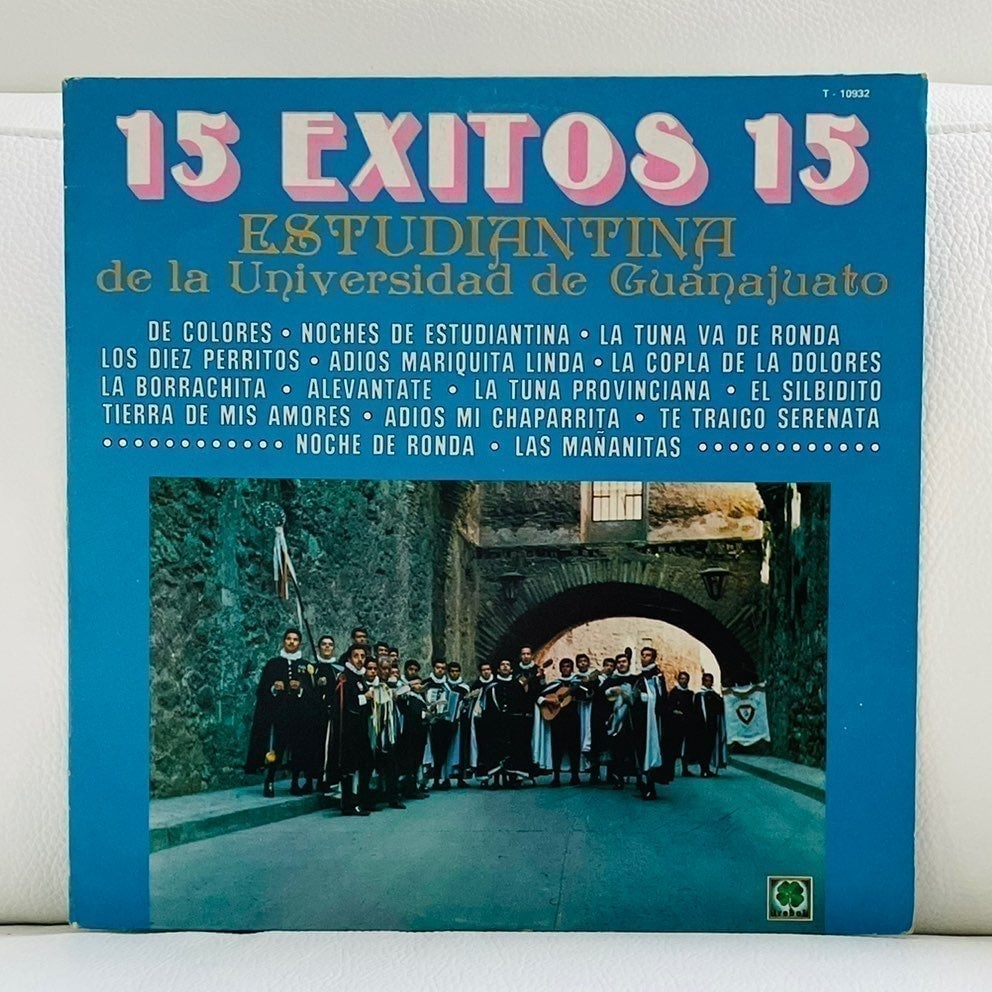 T - 10932
15 EXITOS 15
ESTUDIANTINA
de la Universidad de Guanajuato
DE COLORES • NOCHES DE ESTUDIANTINA • LA TUNA VA DE RONDA
LOS DIEZ PERRITOS • ADIOS MARIQUITA LINDA • LA COPLA DE LA DOLORES
LA BORRACHITA • ALEVANTATE • LA TUNA PROVINCIANA • EL SILBIDITO
TIERRA DE MIS AMORES • ADIOS MI CHAPARRITA • TE TRAIGO SERENATA
•••••••••••• NOCHE DE RONDA • LAS MAÑANITAS ••••••••••••